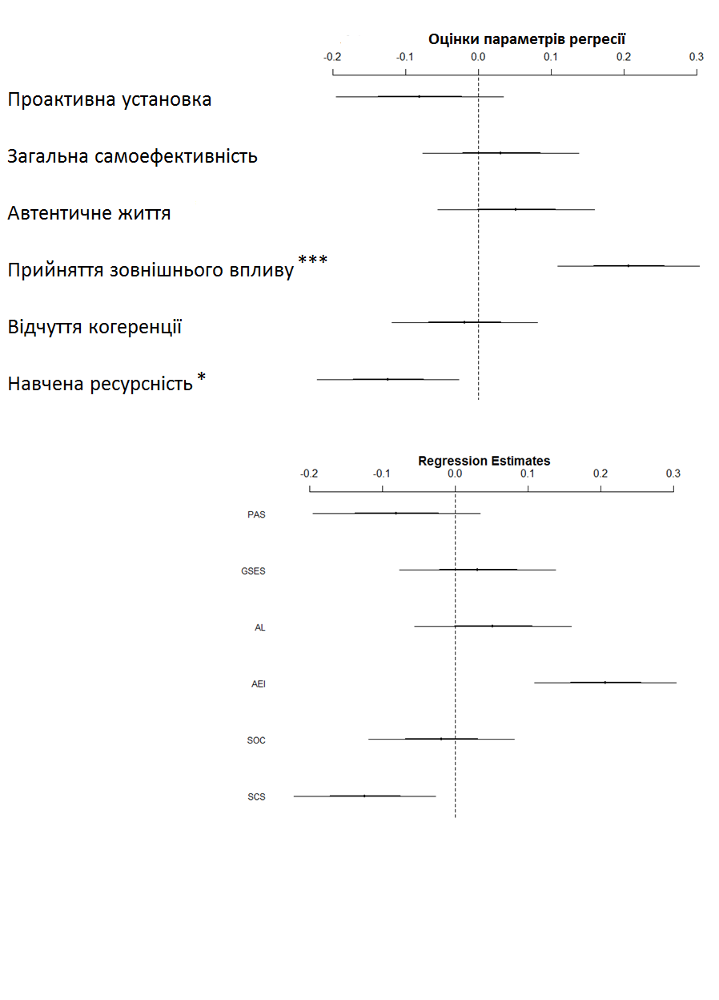 Оцінки параметрів регресії
-0.2 -0.1 0.0 0.1 0.2 0.3
Проактивна установка
Загальна самоефективність
Автентичне життя
Прийняття зовнішнього впливу ***
Відчуття когеренції
Навчена ресурсність *
Regression Estimates
-0.2 -0.1 0.0 0.1 0.2 0.3
PAS
GSES
AL
AEI
SOC
SCS